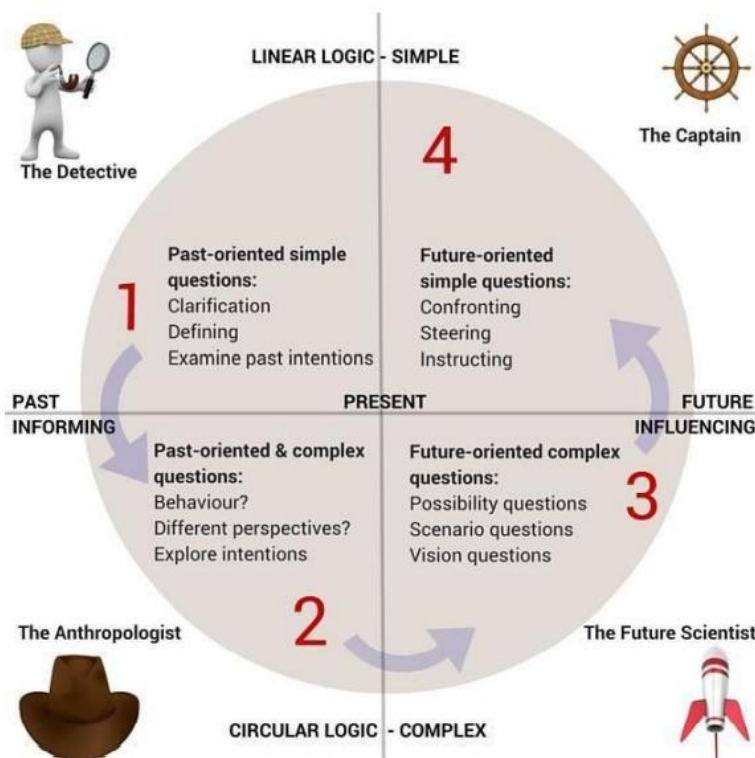 LINEAR LOGIC - SIMPLE
The Detective
The Captain
4
1
Past-oriented simple
questions:
Clarification
Defining
Examine past intentions
Future-oriented
simple questions:
Confronting
Steering
Instructing
PAST
PRESENT
FUTURE
INFORMING
INFLUENCING
Past-oriented & complex
questions:
Behaviour?
Different perspectives?
Explore intentions
2
Future-oriented complex
questions:
Possibility questions
Scenario questions
Vision questions
3
The Anthropologist
The Future Scientist
CIRCULAR LOGIC - COMPLEX